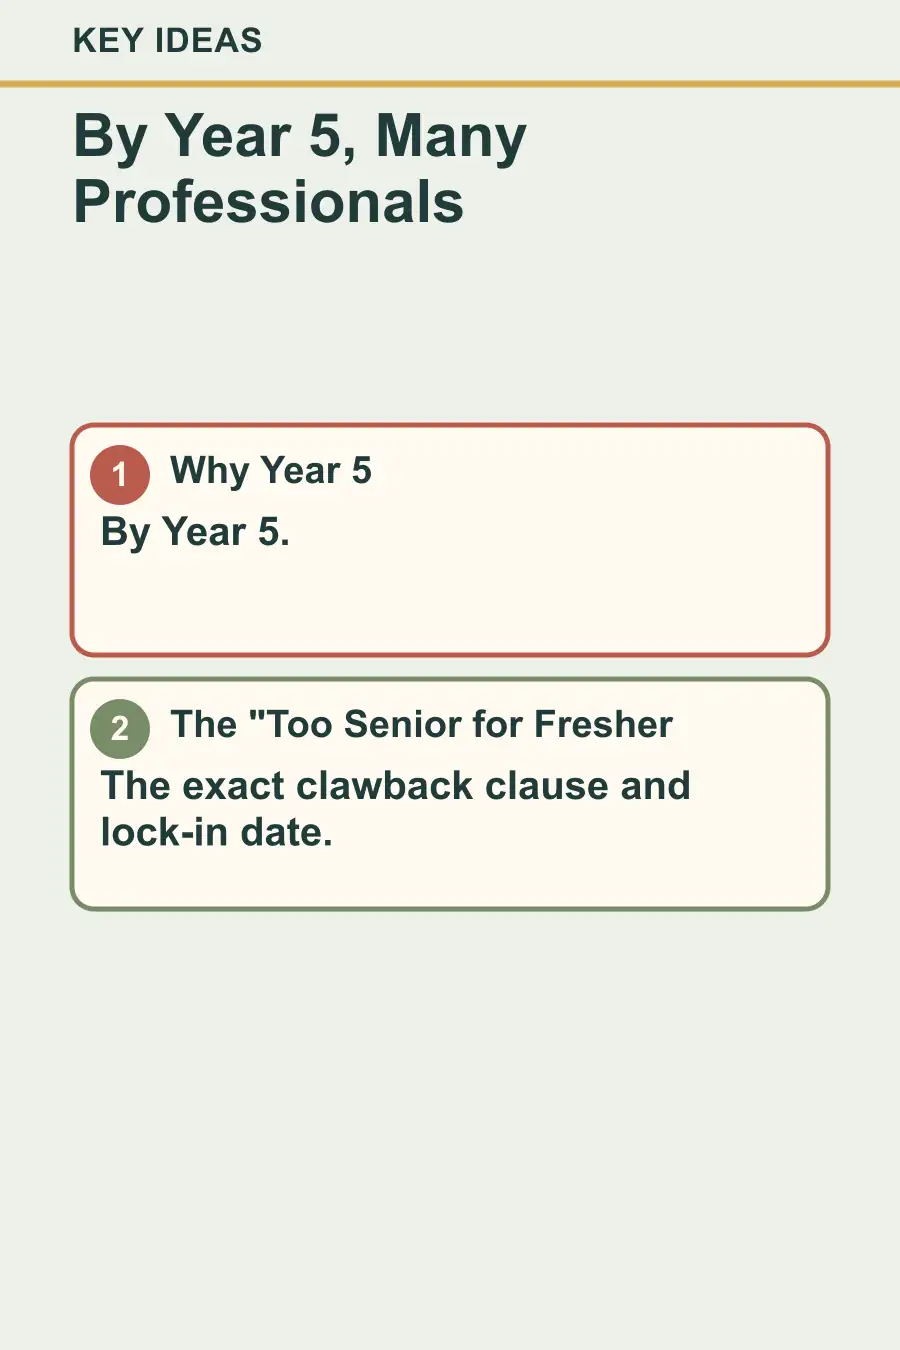 KEY IDEAS
By Year 5, Many
Professionals
1 Why Year 5
By Year 5.
2 The "Too Senior for Fresher
The exact clawback clause and
lock-in date.